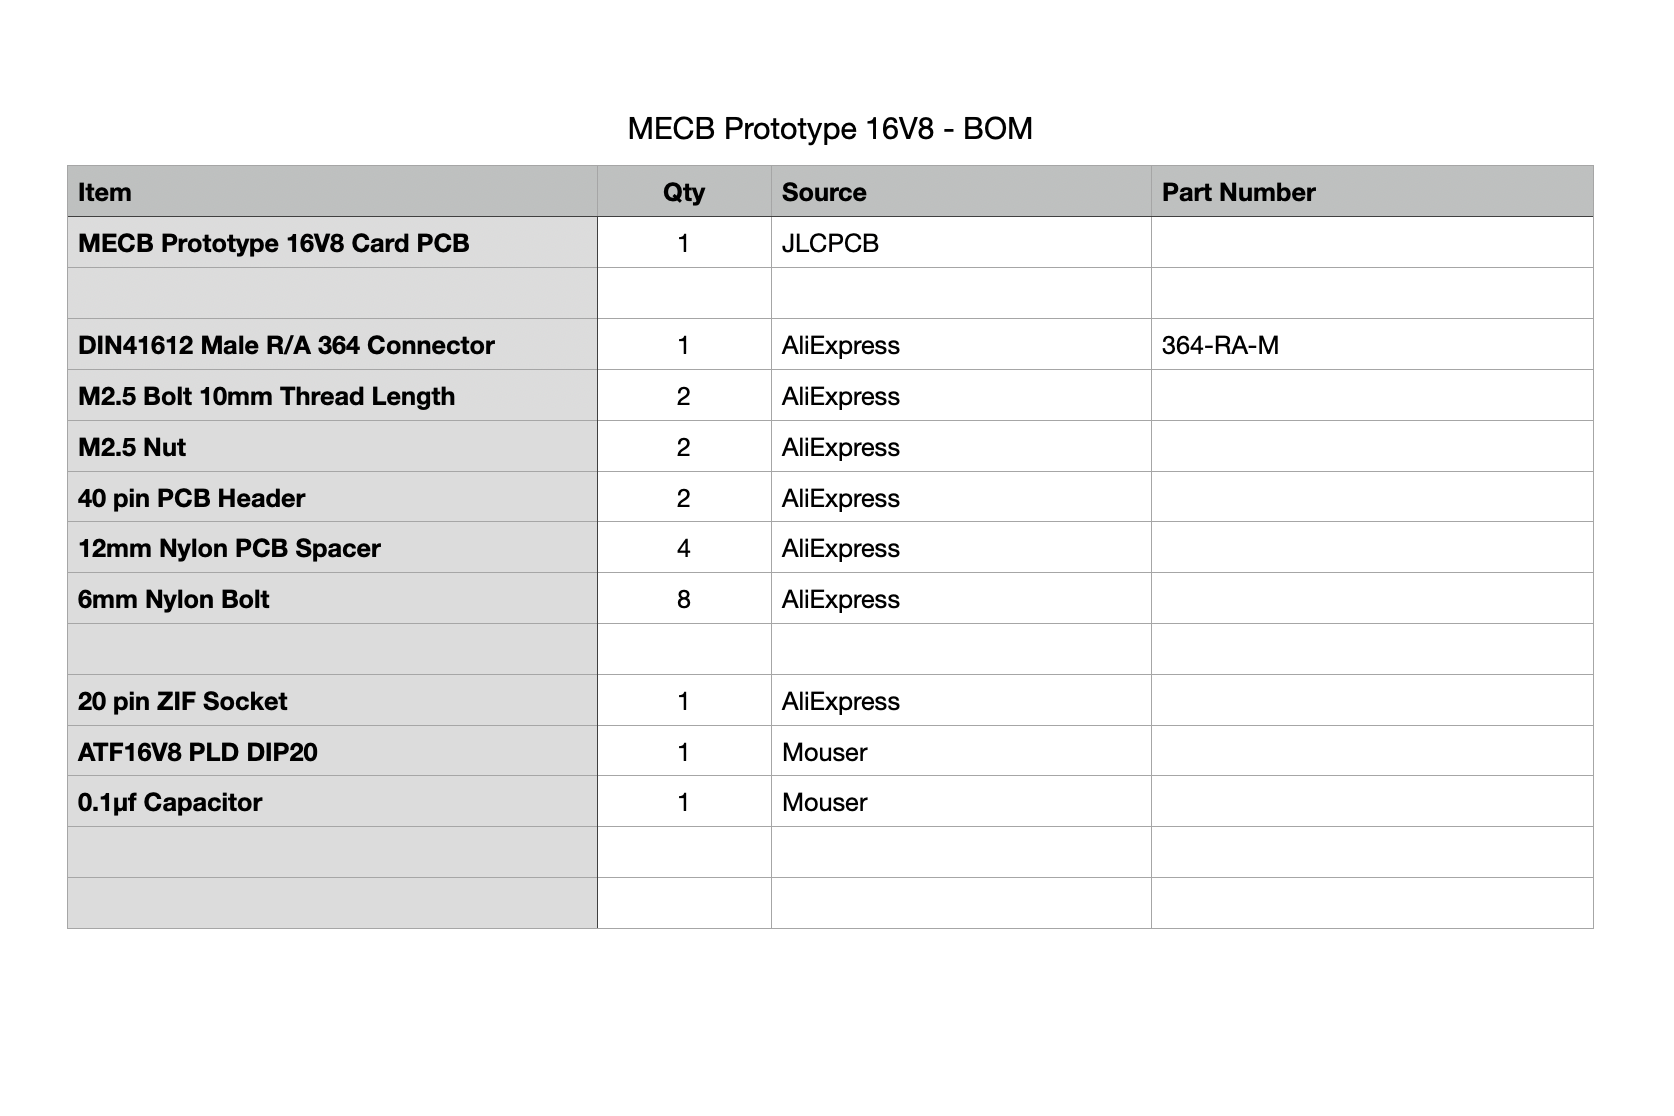 MECB Prototype 16V8 - BOM
Item Qty Source Part Number
MECB Prototype 16V8 Card PCB 1 JLCPCB
DIN41612 Male R/A 364 Connector 1 AliExpress 364-RA-M
M2.5 Bolt 10mm Thread Length 2 AliExpress
M2.5 Nut 2 AliExpress
40 pin PCB Header 2 AliExpress
12mm Nylon PCB Spacer 4 AliExpress
6mm Nylon Bolt 8 AliExpress
20 pin ZIF Socket 1 AliExpress
ATF16V8 PLD DIP20 1 Mouser
0.1µf Capacitor 1 Mouser